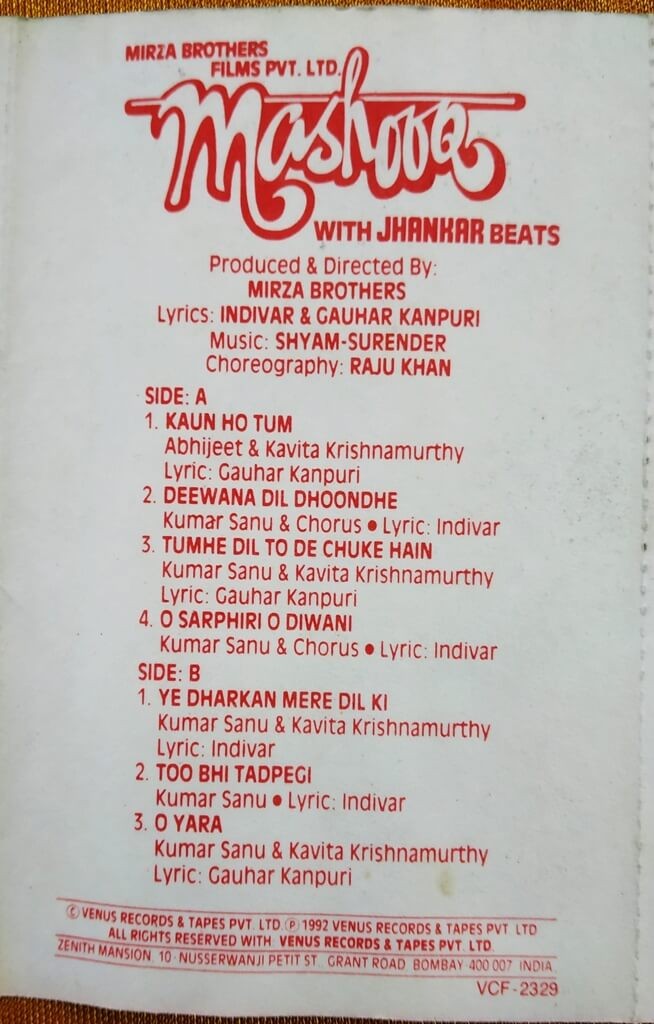 MIRZA BROTHERS
FILMS PVT. LTD.
Mashooq
WITH JHANKAR BEATS
Produced & Directed By:
MIRZA BROTHERS
Lyrics: INDIVAR & GAUHAR KANPURI
Music: SHYAM-SURENDER
Choreography: RAJU KHAN
SIDE: A
1. KAUN HO TUM
Abhijeet & Kavita Krishnamurthy
Lyric: Gauhar Kanpuri
2. DEEWANA DIL DHOONDHE
Kumar Sanu & Chorus ● Lyric: Indivar
3. TUMHE DIL TO DE CHUKE HAIN
Kumar Sanu & Kavita Krishnamurthy
Lyric: Gauhar Kanpuri
4. O SARPHIRI O DIWANI
Kumar Sanu & Chorus ● Lyric: Indivar
SIDE: B
1. YE DHARKAN MERE DIL KI
Kumar Sanu & Kavita Krishnamurthy
Lyric: Indivar
2. TOO BHI TADPEGI
Kumar Sanu ● Lyric: Indivar
3. O YARA
Kumar Sanu & Kavita Krishnamurthy
Lyric: Gauhar Kanpuri
© VENUS RECORDS & TAPES PVT. LTD. ℗ 1992 VENUS RECORDS & TAPES PVT LTD
ALL RIGHTS RESERVED WITH: VENUS RECORDS & TAPES PVT. LTD.
ZENITH MANSION, 10-NUSSERWANJI PETIT ST., GRANT ROAD, BOMBAY-400 007 INDIA
VCF-2329